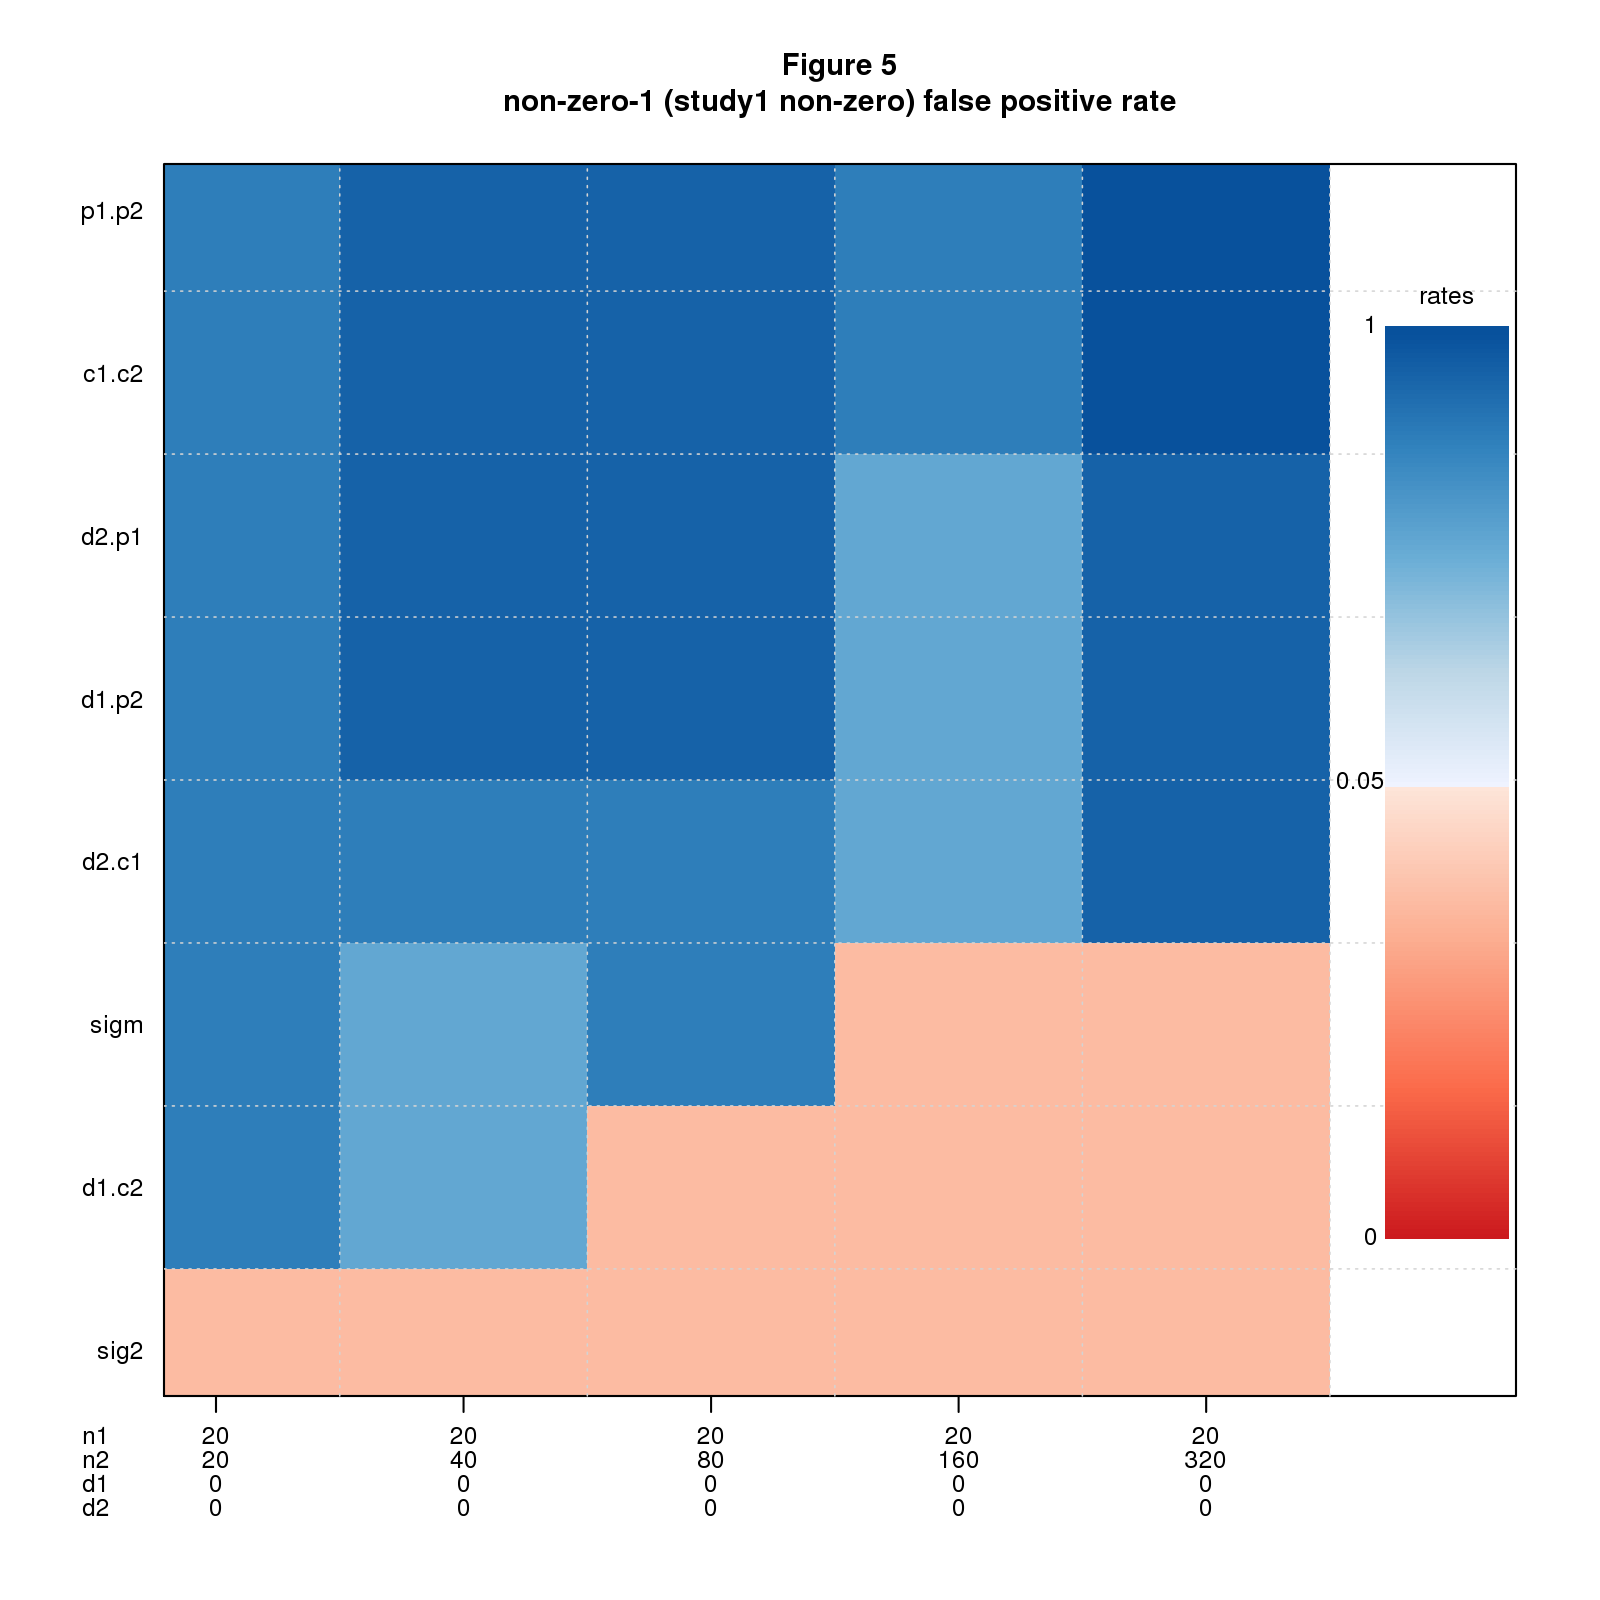 Figure 5
non-zero-1 (study1 non-zero) false positive rate
p1.p2
c1.c2
d2.p1
d1.p2
d2.c1
sigm
d1.c2
sig2
rates
1
0.05
0
n1 20 20 20 20 20
n2 20 40 80 160 320
d1 0 0 0 0 0
d2 0 0 0 0 0